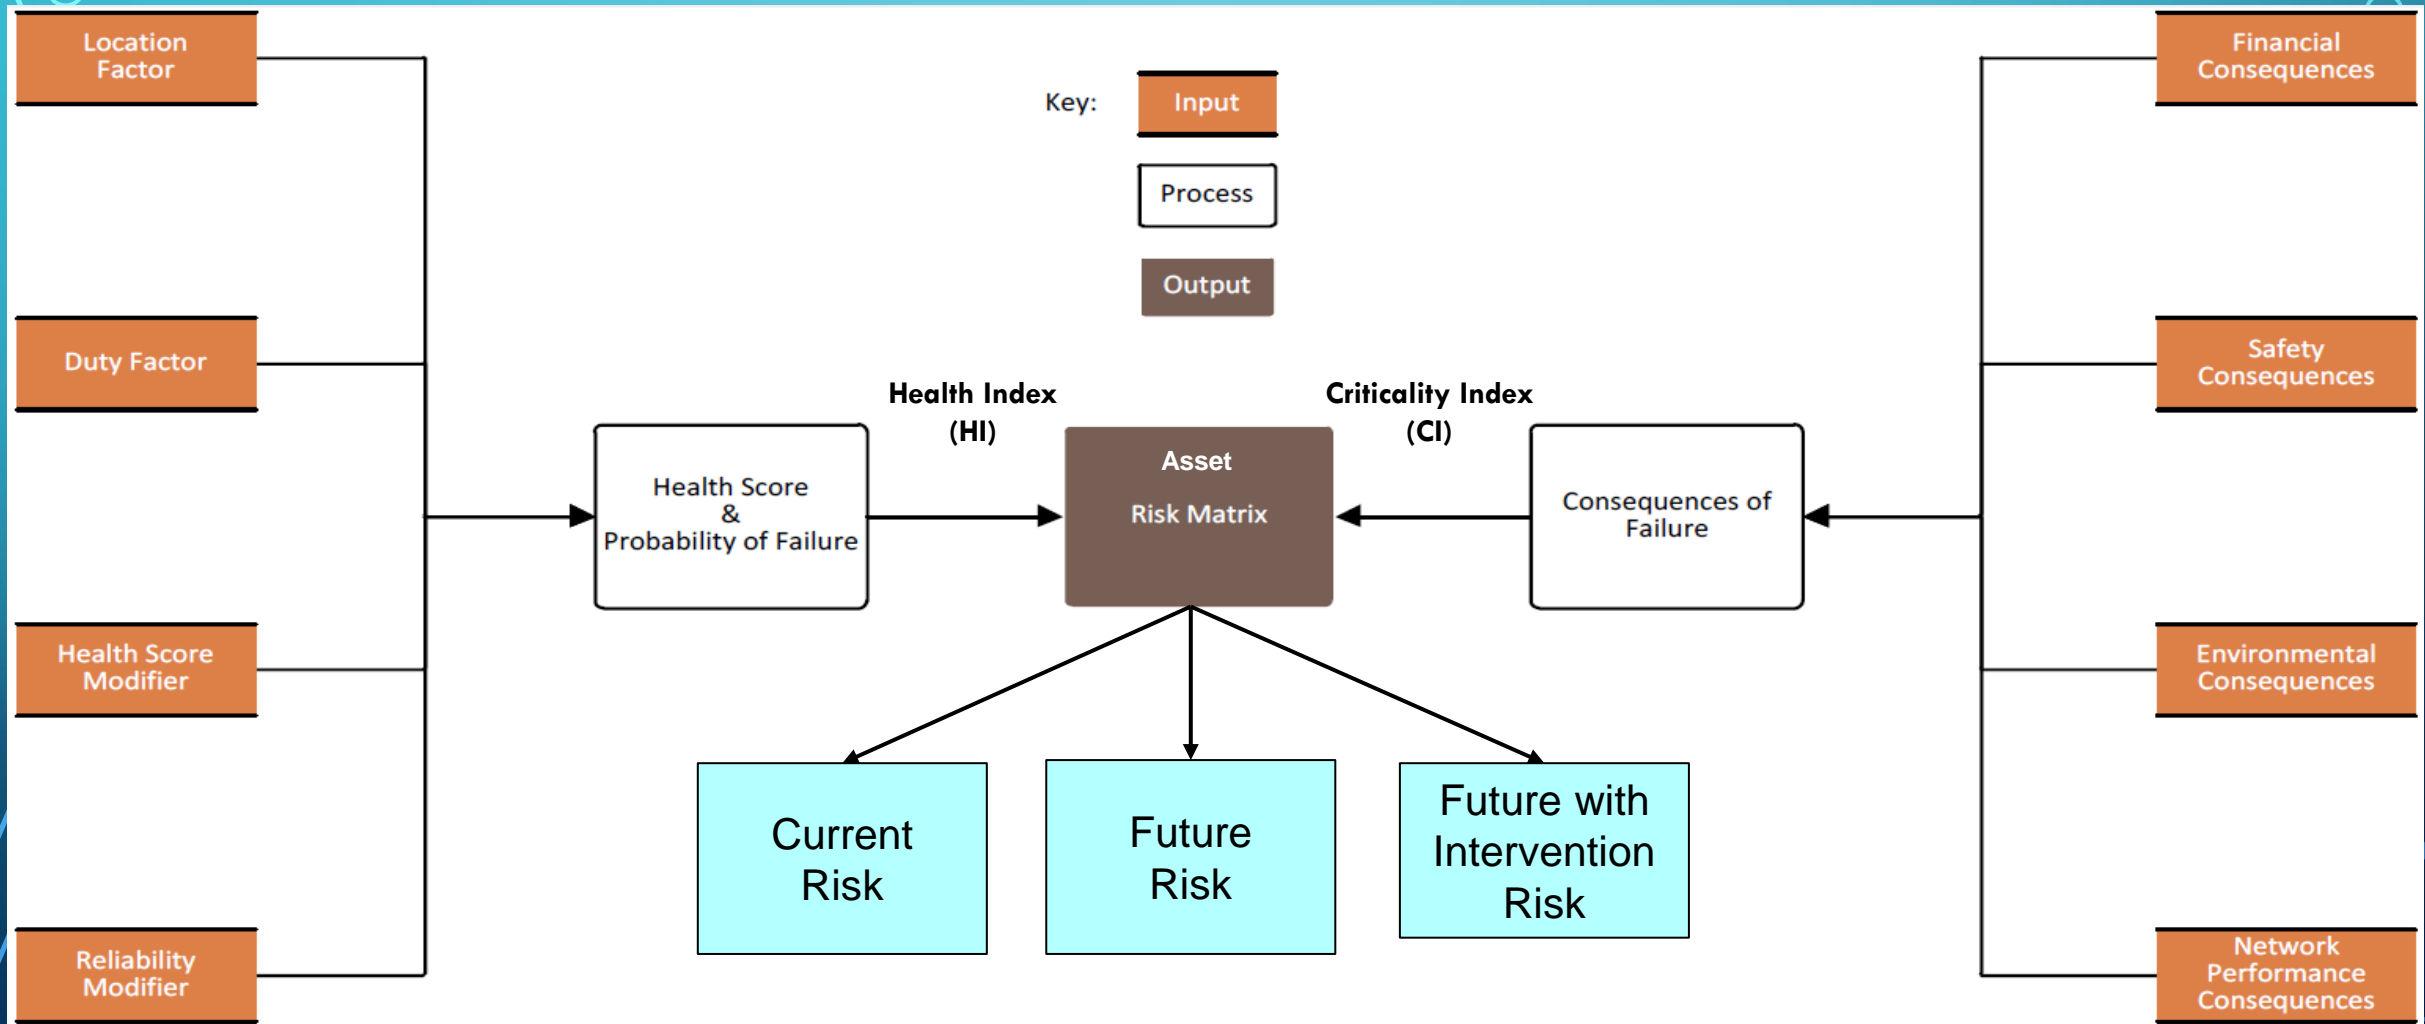 Location
Factor
Duty Factor
Health Score
Modifier
Reliability
Modifier
Key:
Input
Process
Output
Health Index
(HI)
Criticality Index
(CI)
Health Score
&
Probability of Failure
Asset
Risk Matrix
Consequences of
Failure
Current
Risk
Future
Risk
Future with
Intervention
Risk
Financial
Consequences
Safety
Consequences
Environmental
Consequences
Network
Performance
Consequences